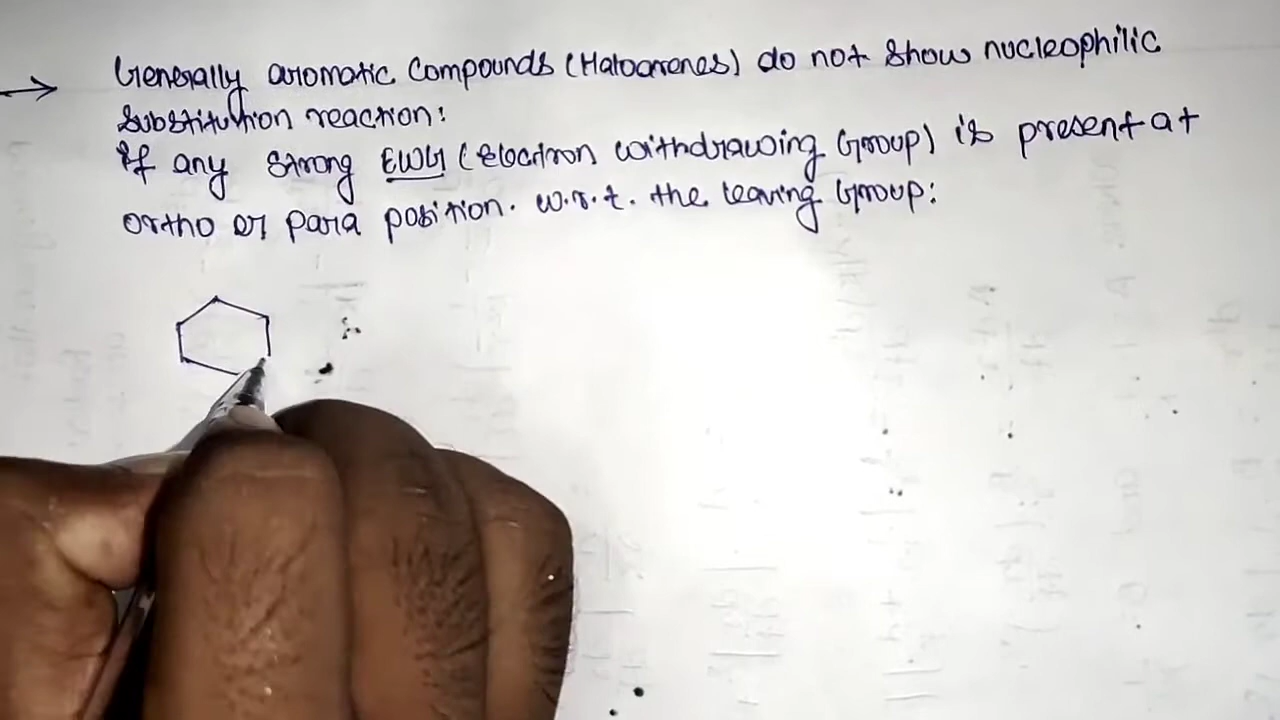 Generally aromatic compounds (Haloarenes) do not show nucleophilic
substitution reaction:
if any strong EWG (electron withdrawing Group) is present at
ortho or para position. w.r.t. the leaving Group: